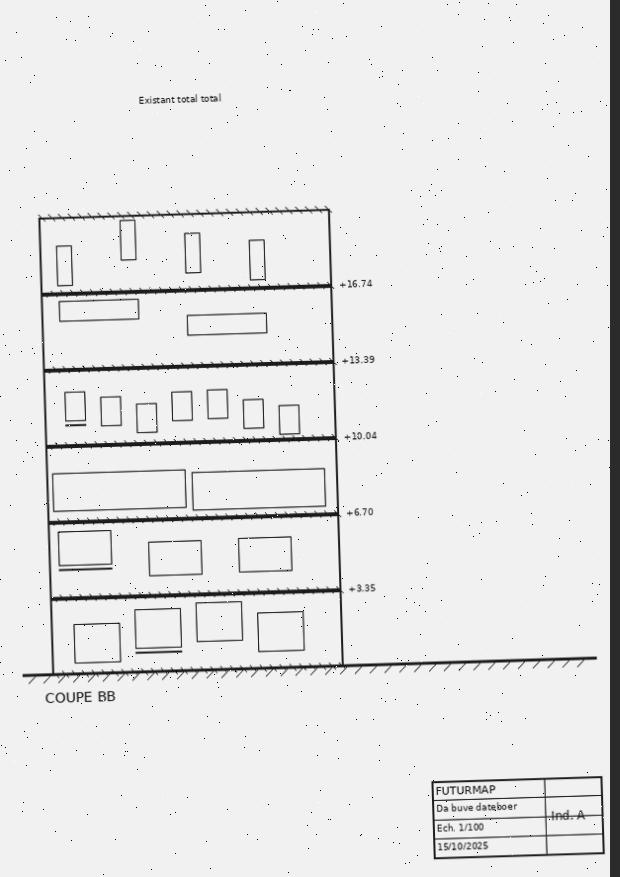 Existant total total
+16.74
+13.39
+10.04
+6.70
+3.35
COUPE BB
FUTURMAP
Da buve dateboer
Ind. A
Ech. 1/100
15/10/2025